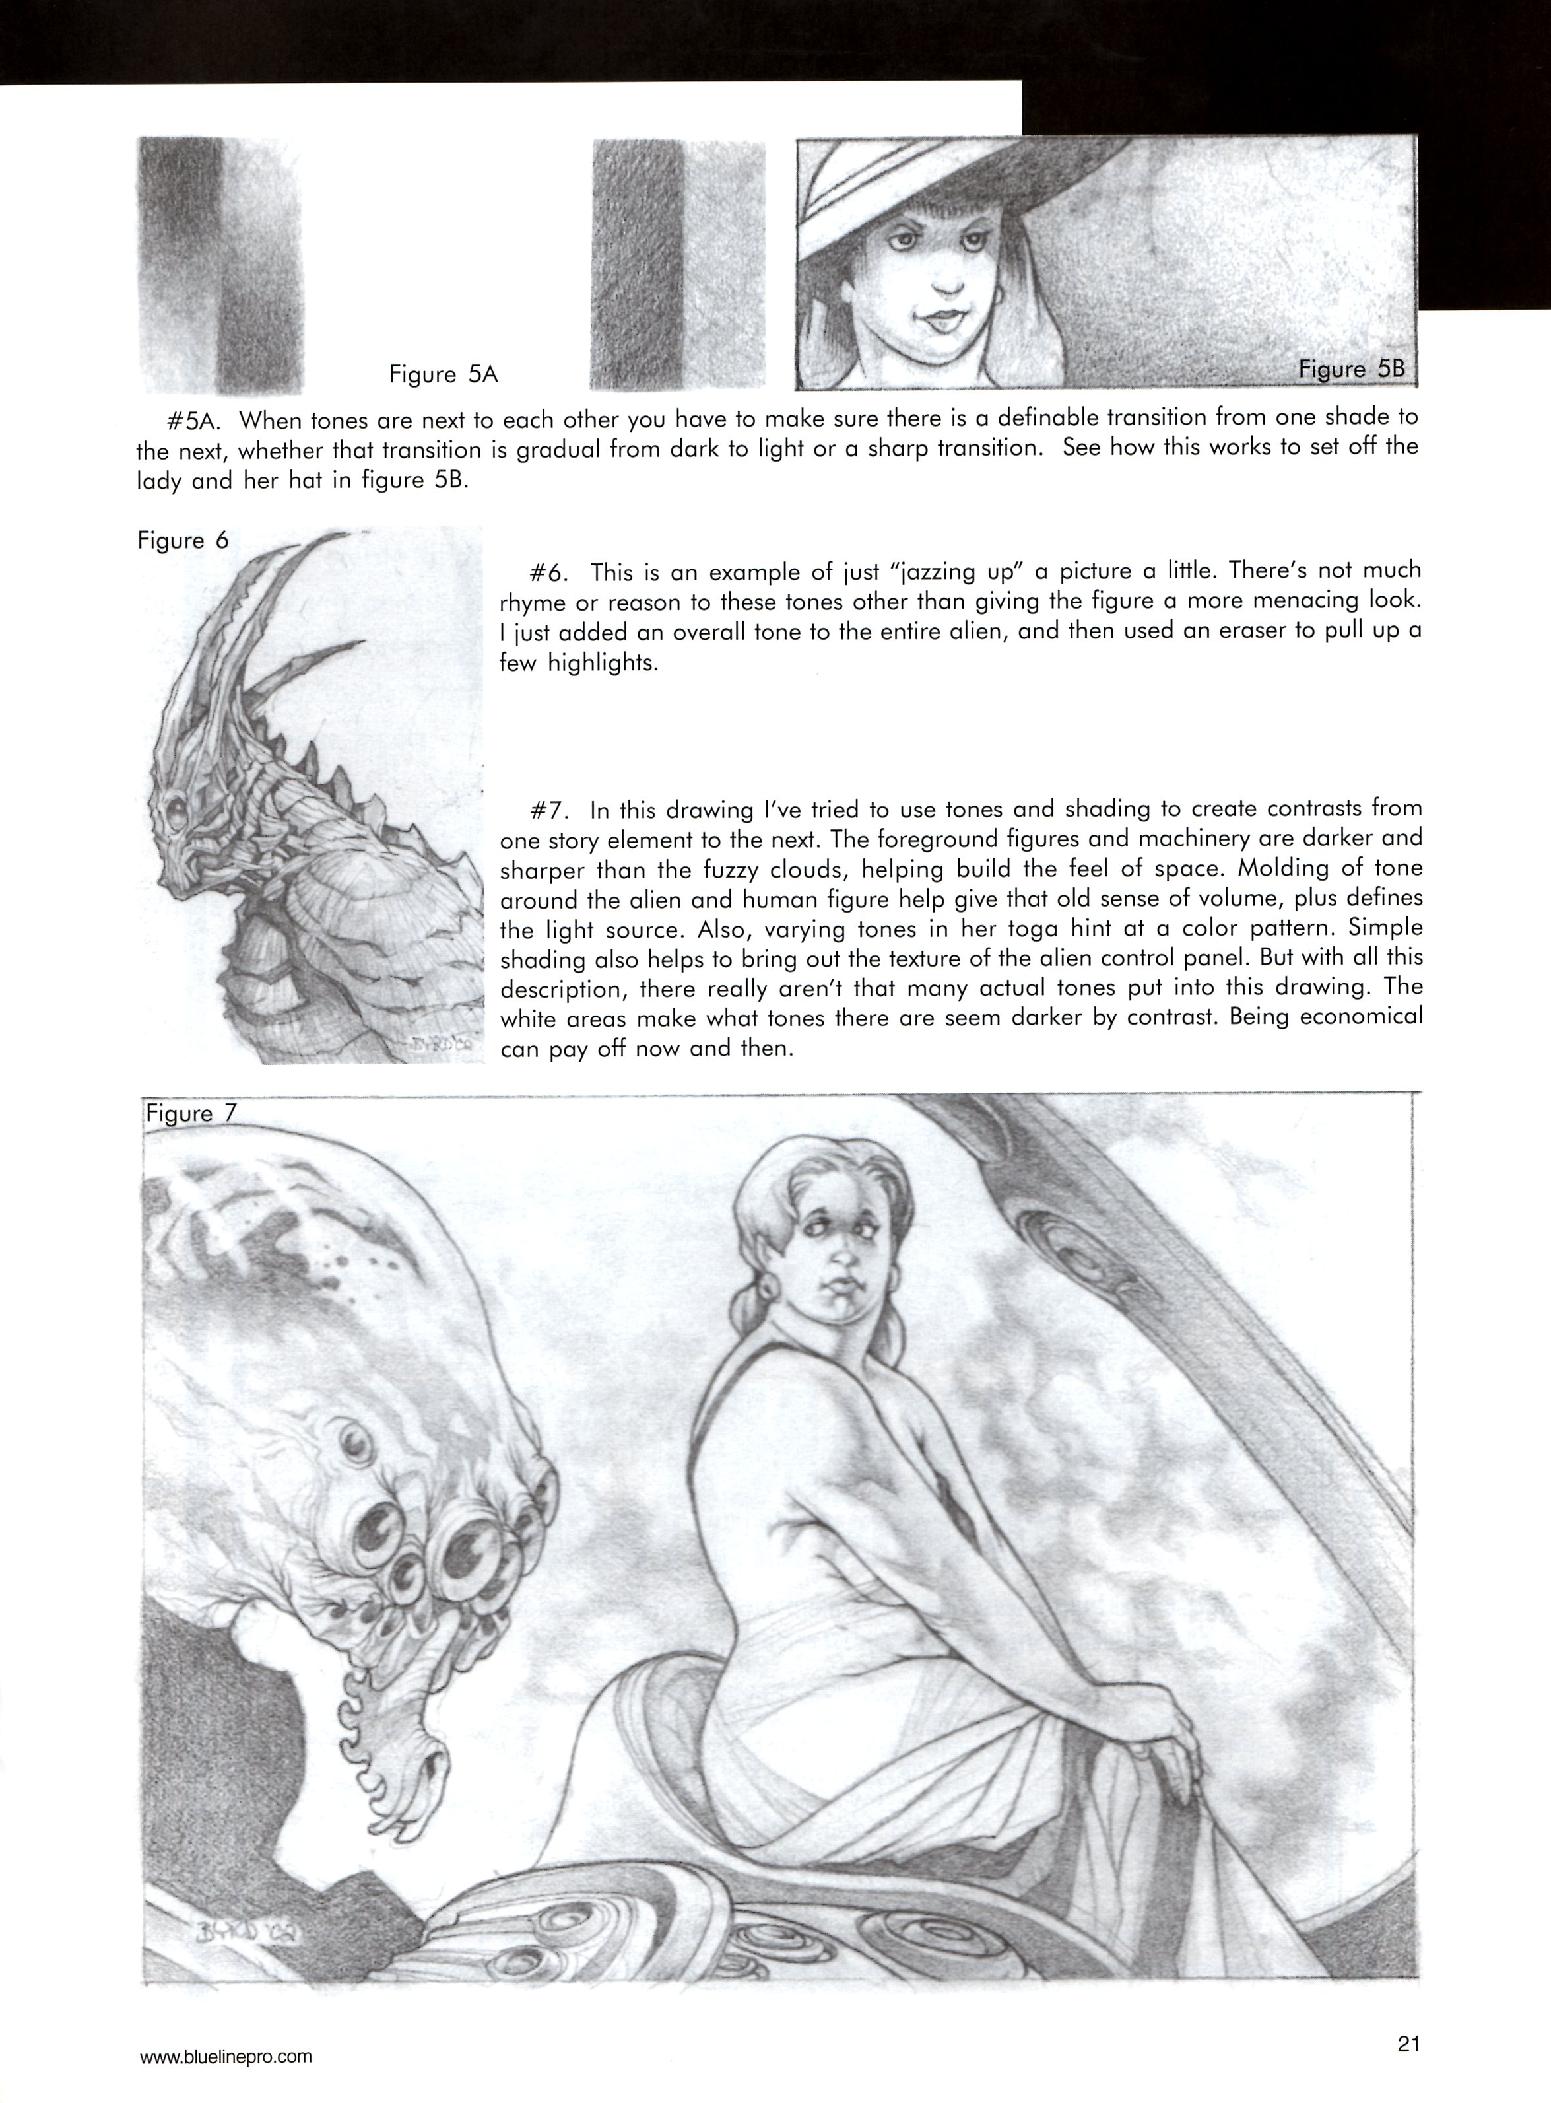 Figure 5A
Figure 5B
#5A. When tones are next to each other you have to make sure there is a definable transition from one shade to
the next, whether that transition is gradual from dark to light or a sharp transition. See how this works to set off the
lady and her hat in figure 5B.
Figure 6
#6. This is an example of just "jazzing up" a picture a little. There's not much
rhyme or reason to these tones other than giving the figure a more menacing look.
I just added an overall tone to the entire alien, and then used an eraser to pull up a
few highlights.
BYRD '02
#7. In this drawing I've tried to use tones and shading to create contrasts from
one story element to the next. The foreground figures and machinery are darker and
sharper than the fuzzy clouds, helping build the feel of space. Molding of tone
around the alien and human figure help give that old sense of volume, plus defines
the light source. Also, varying tones in her toga hint at a color pattern. Simple
shading also helps to bring out the texture of the alien control panel. But with all this
description, there really aren't that many actual tones put into this drawing. The
white areas make what tones there are seem darker by contrast. Being economical
can pay off now and then.
Figure 7
BYRD '02
www.bluelinepro.com
21